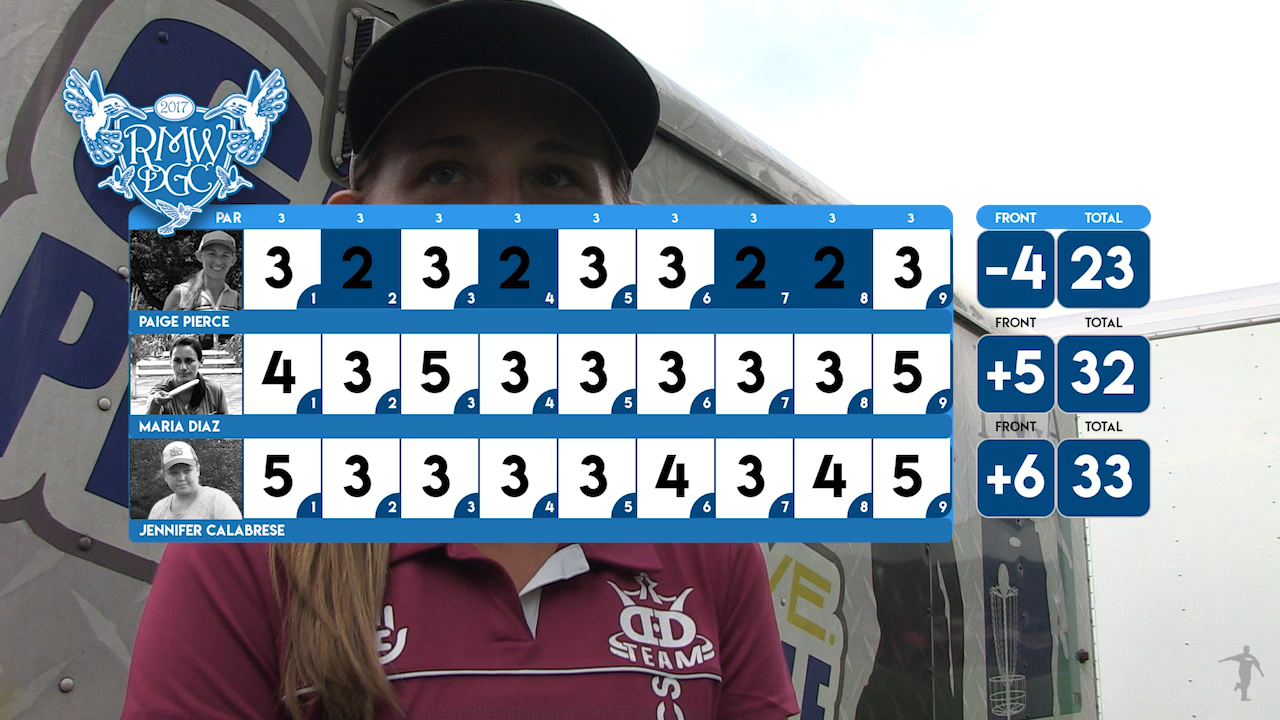 2017
RMW
DGC
PAR 3 3 3 3 3 3 3 3 3 FRONT TOTAL
3 2 3 2 3 3 2 2 3 -4 23
1 2 3 4 5 6 7 8 9
PAIGE PIERCE FRONT TOTAL
4 3 5 3 3 3 3 3 5 +5 32
1 2 3 4 5 6 7 8 9
MARIA DIAZ FRONT TOTAL
5 3 3 3 3 4 3 4 5 +6 33
1 2 3 4 5 6 7 8 9
JENNIFER CALABRESE
DD
TEAM